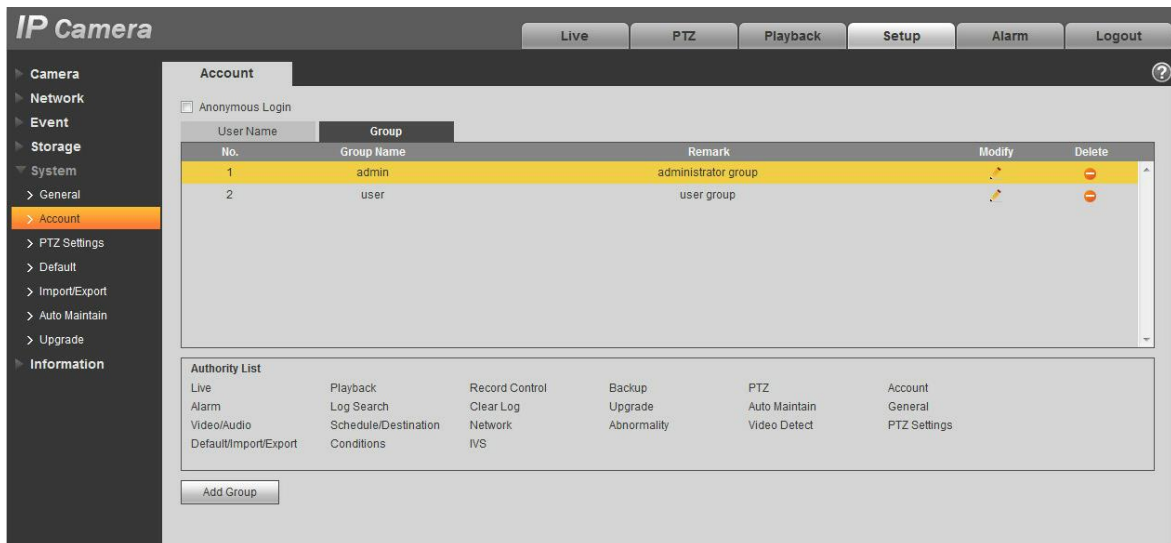 IP Camera
Live PTZ Playback Setup Alarm Logout
Camera
Network
Event
Storage
System
General
Account
PTZ Settings
Default
Import/Export
Auto Maintain
Upgrade
Information
Account ?
Anonymous Login
User Name Group
No. Group Name Remark Modify Delete
1 admin administrator group
2 user user group
Authority List
Live Playback Record Control Backup PTZ Account
Alarm Log Search Clear Log Upgrade Auto Maintain General
Video/Audio Schedule/Destination Network Abnormality Video Detect PTZ Settings
Default/Import/Export Conditions IVS
Add Group